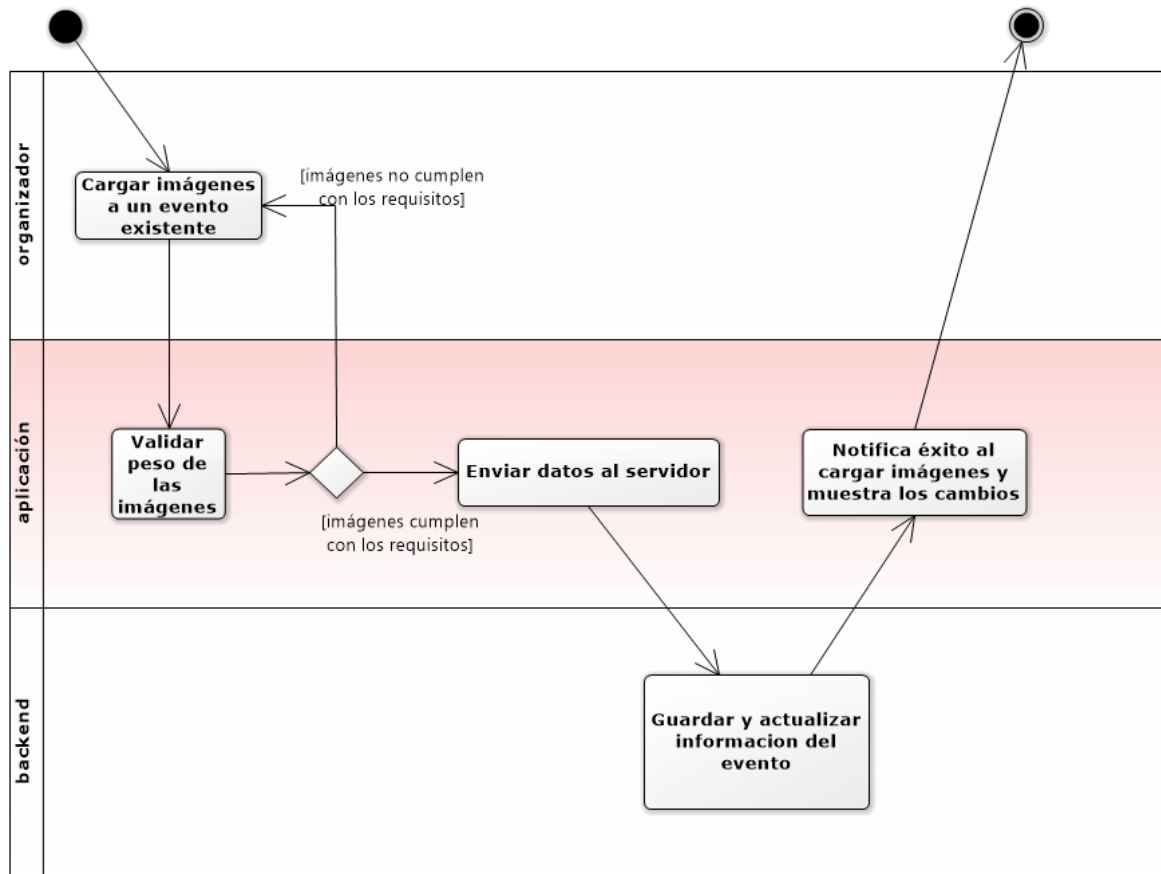 organizador
Cargar imágenes
a un evento
existente
[imágenes no cumplen
con los requisitos]
aplicación
Validar
peso de
las
imágenes
[imágenes cumplen
con los requisitos]
Enviar datos al servidor
Notifica éxito al
cargar imágenes y
muestra los cambios
backend
Guardar y actualizar
informacion del
evento